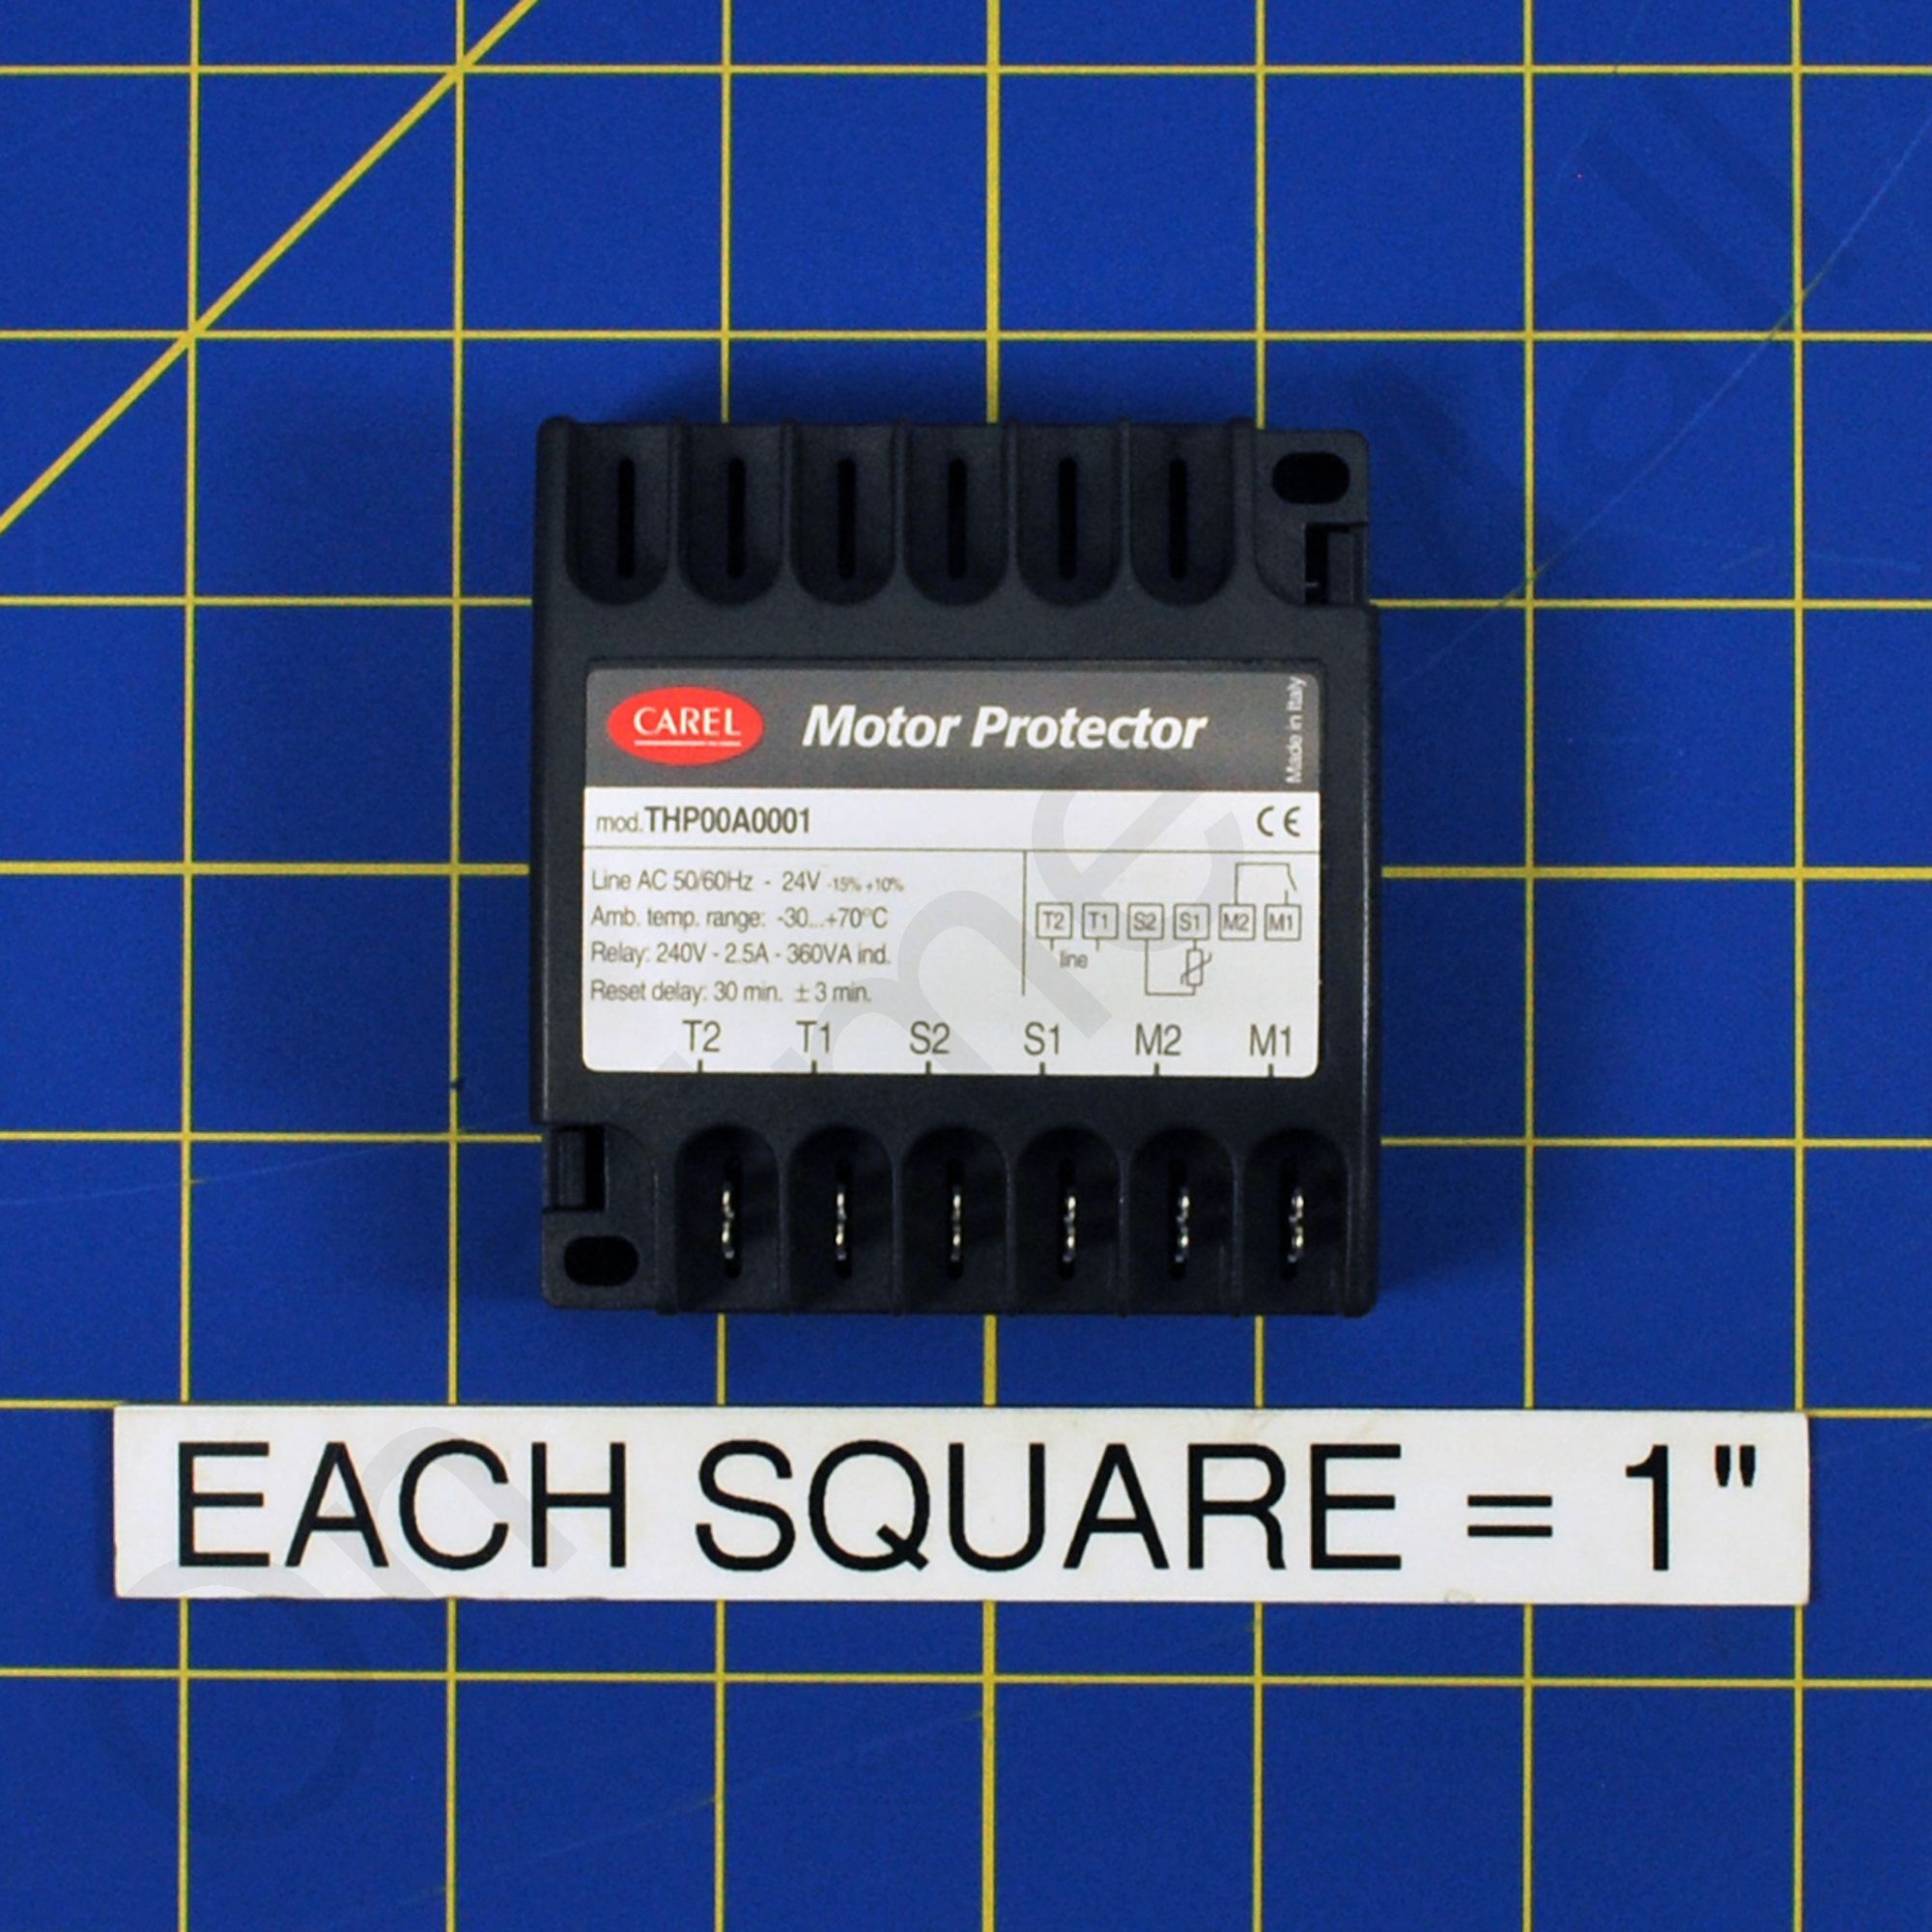 CAREL
Motor Protector
Made in Italy
mod.THP00A0001
CE
Line AC 50/60Hz - 24V -15% +10%
Amb. temp. range: -30...+70°C
Relay: 240V - 2.5A - 360VA ind.
Reset delay: 30 min. ± 3 min.
T2 T1 S2 S1 M2 M1
line
T2 T1 S2 S1 M2 M1
EACH SQUARE = 1"